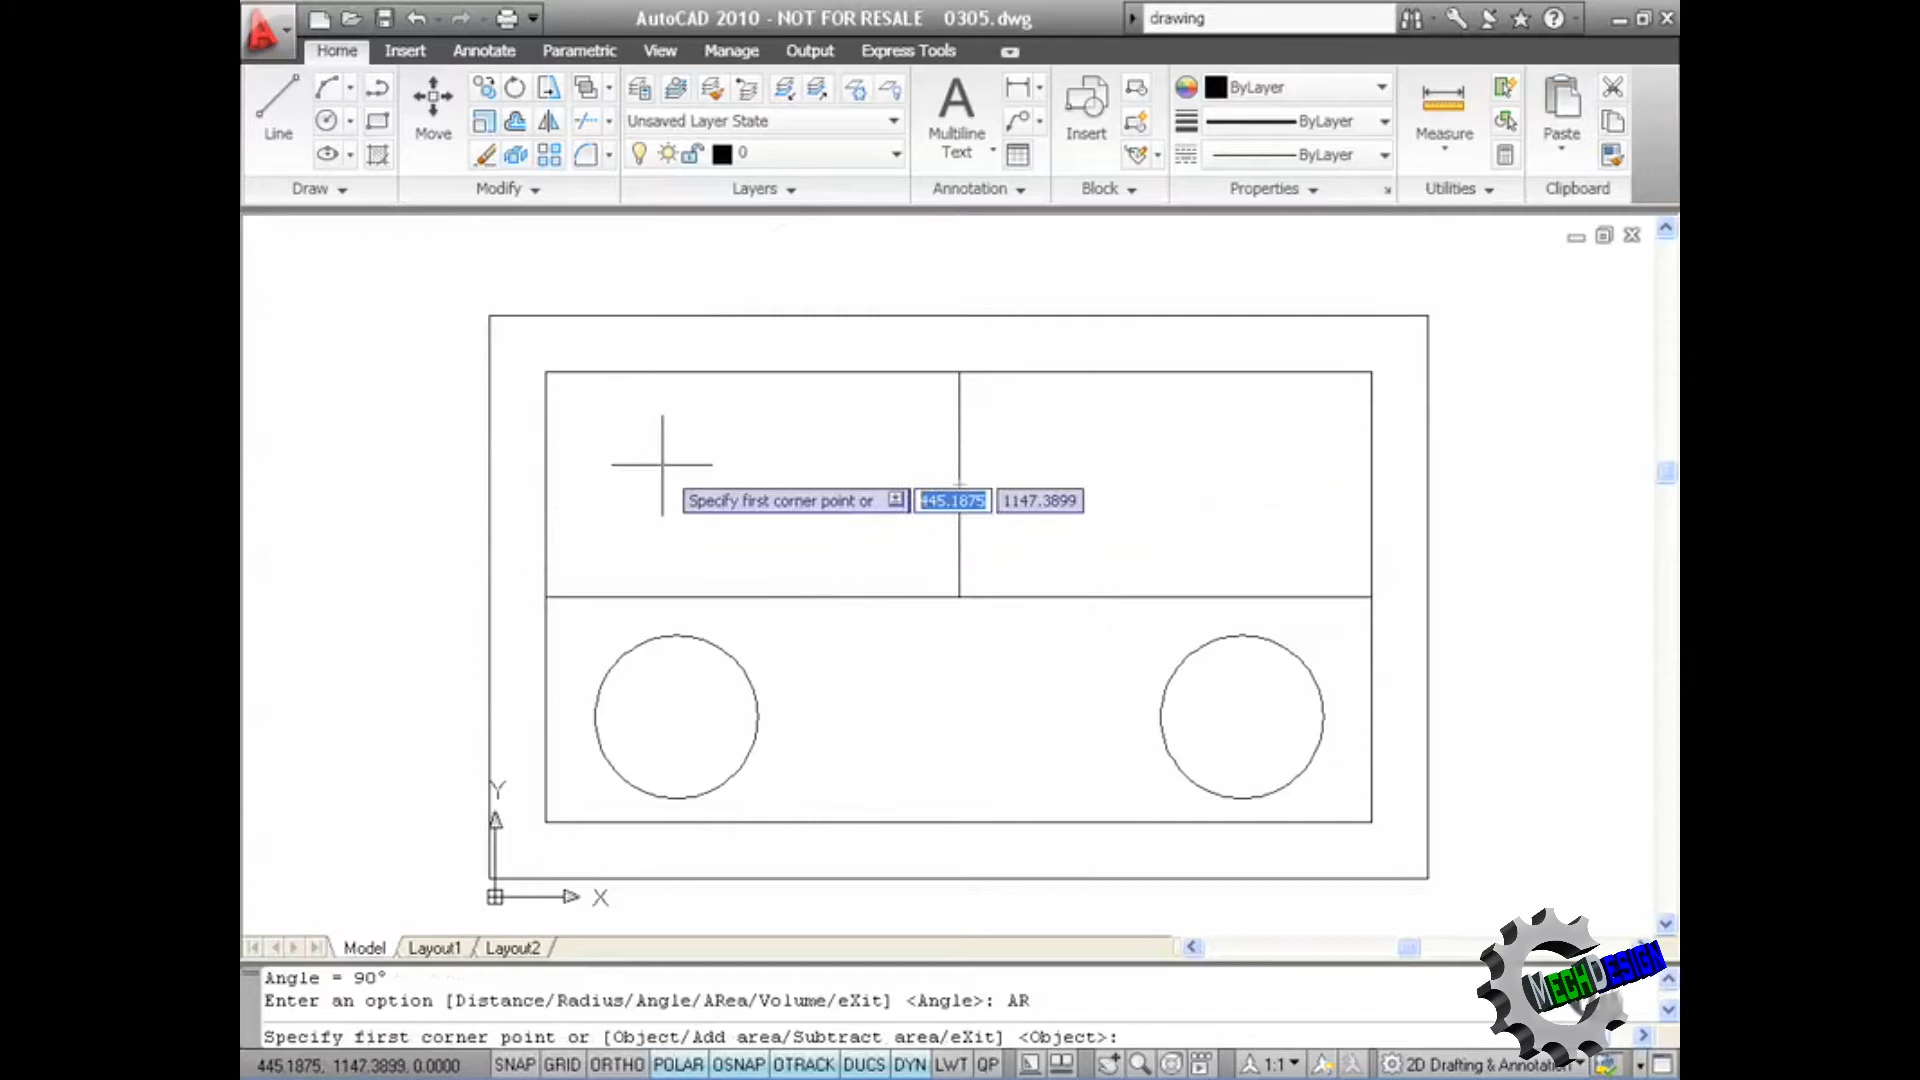 AutoCAD 2010 - NOT FOR RESALE 0305.dwg
drawing
Home Insert Annotate Parametric View Manage Output Express Tools
Line
Move
Unsaved Layer State
0
A
Multiline
Text
Insert
ByLayer
ByLayer
ByLayer
Measure
Paste
Draw Modify Layers Annotation Block Properties Utilities Clipboard
Specify first corner point or 445.1875 1147.3899
Y
X
Model Layout1 Layout2
Angle = 90°
Enter an option [Distance/Radius/Angle/ARea/Volume/eXit] <Angle>: AR
Specify first corner point or [Object/Add area/Subtract area/eXit] <Object>:
445.1875, 1147.3899, 0.0000 SNAP GRID ORTHO POLAR OSNAP OTRACK DUCS DYN LWT QP 1:1 2D Drafting & Annotation
MECHDESIGN